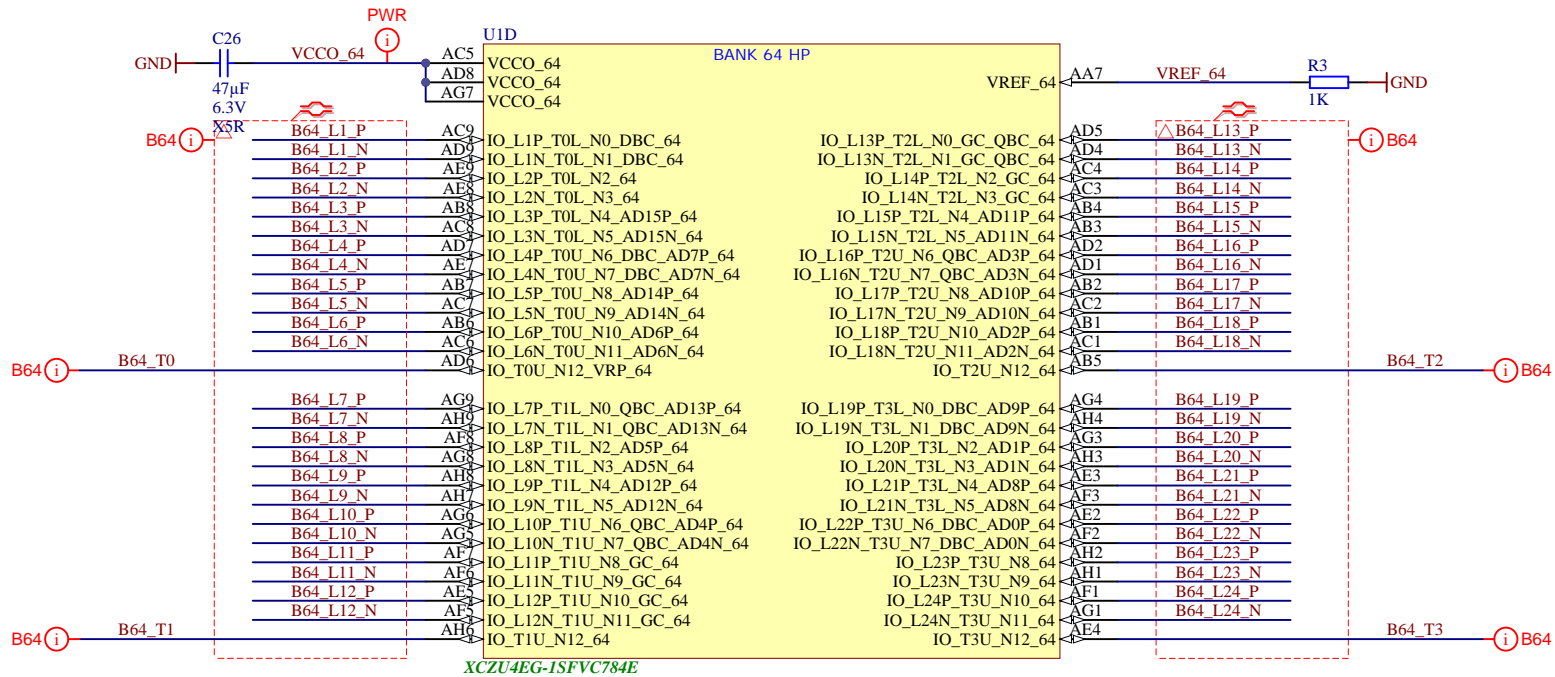 PWR
C26
U1D
GND VCCO_64 AC5 VCCO_64 BANK 64 HP
R3
AD8 VCCO_64 VREF_64 AA7 VREF_64 GND
47µF AG7 VCCO_64 1K
6.3V
X5R
B64 B64_L1_P AC9 IO_L1P_T0L_N0_DBC_64 IO_L13P_T2L_N0_GC_QBC_64 AD5 B64_L13_P B64
B64_L1_N AD9 IO_L1N_T0L_N1_DBC_64 IO_L13N_T2L_N1_GC_QBC_64 AD4 B64_L13_N
B64_L2_P AE9 IO_L2P_T0L_N2_64 IO_L14P_T2L_N2_GC_64 AC4 B64_L14_P
B64_L2_N AE8 IO_L2N_T0L_N3_64 IO_L14N_T2L_N3_GC_64 AC3 B64_L14_N
B64_L3_P AB8 IO_L3P_T0L_N4_AD15P_64 IO_L15P_T2L_N4_AD11P_64 AB4 B64_L15_P
B64_L3_N AC8 IO_L3N_T0L_N5_AD15N_64 IO_L15N_T2L_N5_AD11N_64 AB3 B64_L15_N
B64_L4_P AD7 IO_L4P_T0U_N6_DBC_AD7P_64 IO_L16P_T2U_N6_QBC_AD3P_64 AD2 B64_L16_P
B64_L4_N AE7 IO_L4N_T0U_N7_DBC_AD7N_64 IO_L16N_T2U_N7_QBC_AD3N_64 AD1 B64_L16_N
B64_L5_P AB7 IO_L5P_T0U_N8_AD14P_64 IO_L17P_T2U_N8_AD10P_64 AB2 B64_L17_P
B64_L5_N AC7 IO_L5N_T0U_N9_AD14N_64 IO_L17N_T2U_N9_AD10N_64 AC2 B64_L17_N
B64_L6_P AB6 IO_L6P_T0U_N10_AD6P_64 IO_L18P_T2U_N10_AD2P_64 AB1 B64_L18_P
B64_L6_N AC6 IO_L6N_T0U_N11_AD6N_64 IO_L18N_T2U_N11_AD2N_64 AC1 B64_L18_N
B64 B64_T0 AD6 IO_T0U_N12_VRP_64 IO_T2U_N12_64 AB5 B64_T2 B64
B64_L7_P AG9 IO_L7P_T1L_N0_QBC_AD13P_64 IO_L19P_T3L_N0_DBC_AD9P_64 AG4 B64_L19_P
B64_L7_N AH9 IO_L7N_T1L_N1_QBC_AD13N_64 IO_L19N_T3L_N1_DBC_AD9N_64 AH4 B64_L19_N
B64_L8_P AF8 IO_L8P_T1L_N2_AD5P_64 IO_L20P_T3L_N2_AD1P_64 AG3 B64_L20_P
B64_L8_N AG8 IO_L8N_T1L_N3_AD5N_64 IO_L20N_T3L_N3_AD1N_64 AH3 B64_L20_N
B64_L9_P AH8 IO_L9P_T1L_N4_AD12P_64 IO_L21P_T3L_N4_AD8P_64 AE3 B64_L21_P
B64_L9_N AH7 IO_L9N_T1L_N5_AD12N_64 IO_L21N_T3L_N5_AD8N_64 AF3 B64_L21_N
B64_L10_P AG6 IO_L10P_T1U_N6_QBC_AD4P_64 IO_L22P_T3U_N6_DBC_AD0P_64 AE2 B64_L22_P
B64_L10_N AG5 IO_L10N_T1U_N7_QBC_AD4N_64 IO_L22N_T3U_N7_DBC_AD0N_64 AF2 B64_L22_N
B64_L11_P AF7 IO_L11P_T1U_N8_GC_64 IO_L23P_T3U_N8_64 AH2 B64_L23_P
B64_L11_N AF6 IO_L11N_T1U_N9_GC_64 IO_L23N_T3U_N9_64 AH1 B64_L23_N
B64_L12_P AE5 IO_L12P_T1U_N10_GC_64 IO_L24P_T3U_N10_64 AF1 B64_L24_P
B64_L12_N AF5 IO_L12N_T1U_N11_GC_64 IO_L24N_T3U_N11_64 AG1 B64_L24_N
B64 B64_T1 AH6 IO_T1U_N12_64 IO_T3U_N12_64 AE4 B64_T3 B64
XCZU4EG-1SFVC784E